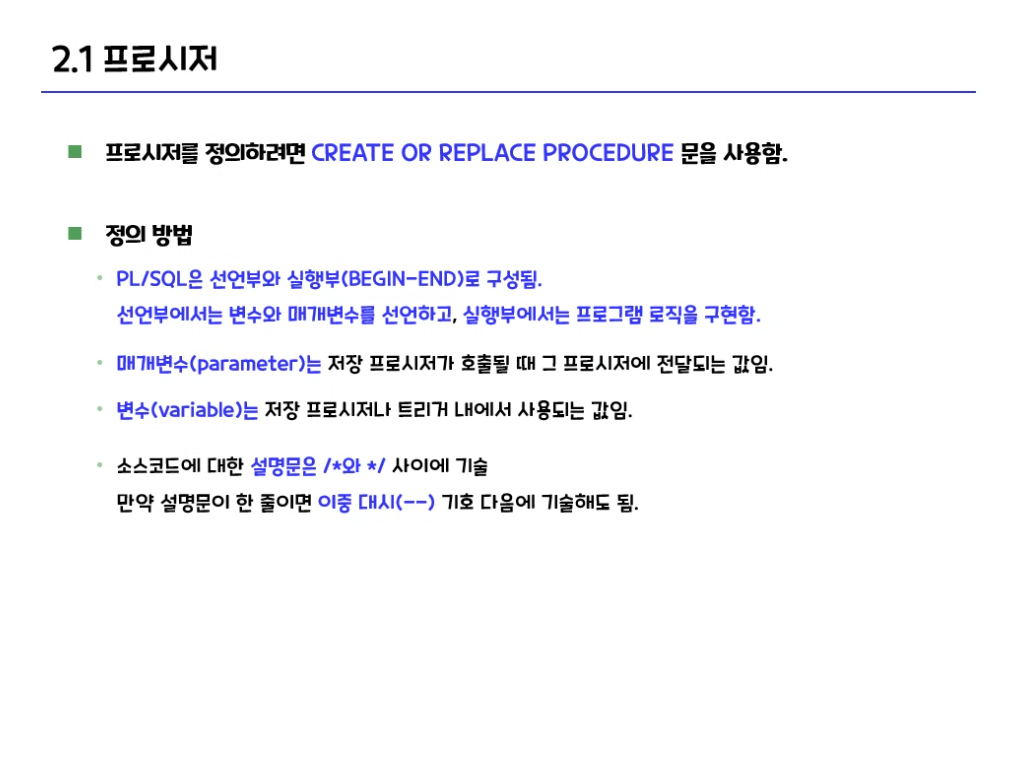 2.1 프로시저
■ 프로시저를 정의하려면 CREATE OR REPLACE PROCEDURE 문을 사용함.
■ 정의 방법
• PL/SQL은 선언부와 실행부(BEGIN-END)로 구성됨.
선언부에서는 변수와 매개변수를 선언하고, 실행부에서는 프로그램 로직을 구현함.
• 매개변수(parameter)는 저장 프로시저가 호출될 때 그 프로시저에 전달되는 값임.
• 변수(variable)는 저장 프로시저나 트리거 내에서 사용되는 값임.
• 소스코드에 대한 설명문은 /*와 */ 사이에 기술
만약 설명문이 한 줄이면 이중 대시(--) 기호 다음에 기술해도 됨.